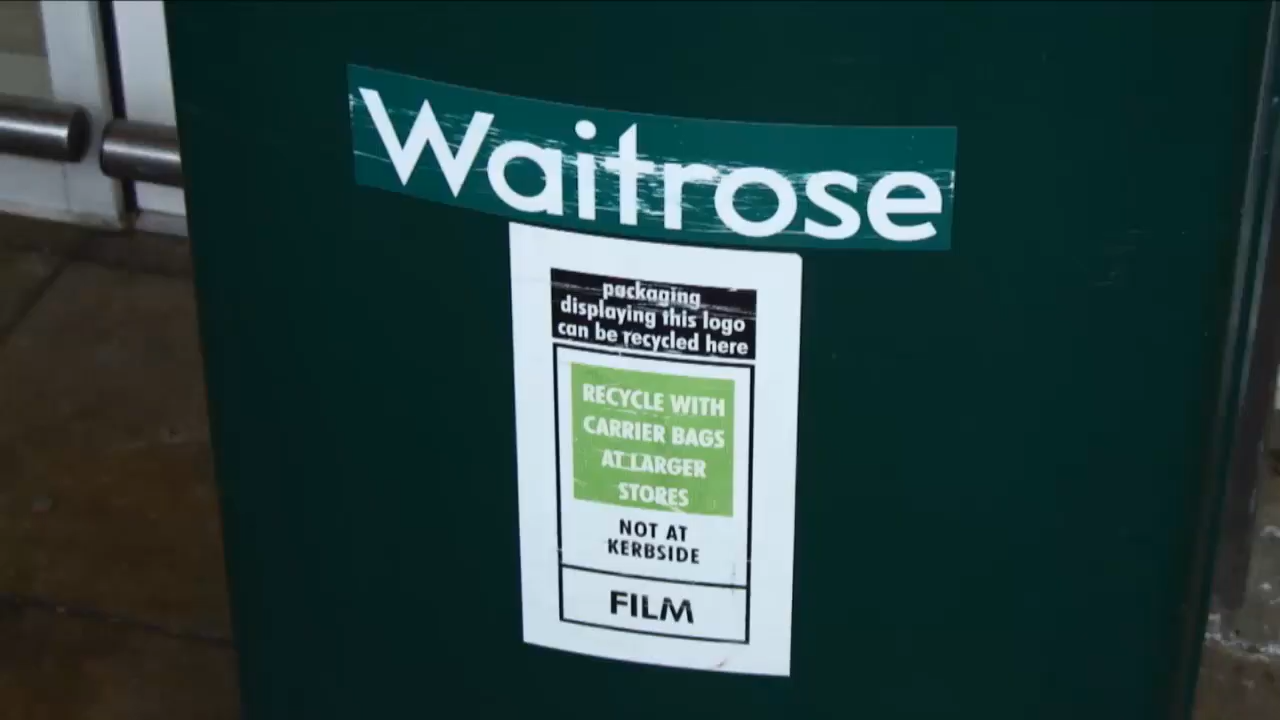 Waitrose
packaging
displaying this logo
can be recycled here
RECYCLE WITH
CARRIER BAGS
AT LARGER
STORES
NOT AT
KERBSIDE
FILM